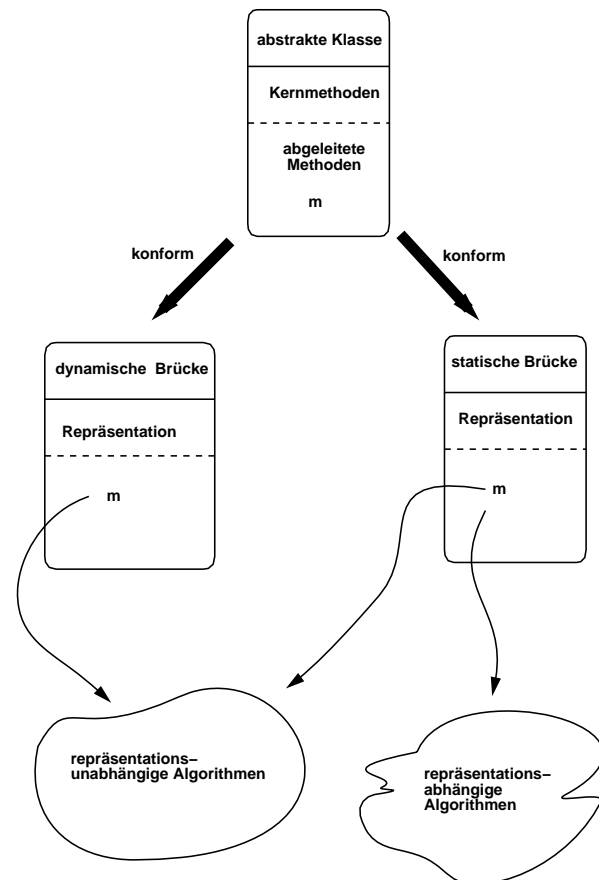 abstrakte Klasse
Kernmethoden
abgeleitete
Methoden
m
konform
konform
dynamische Brücke
Repräsentation
m
statische Brücke
Repräsentation
m
repräsentations–
unabhängige Algorithmen
repräsentations–
abhängige
Algorithmen